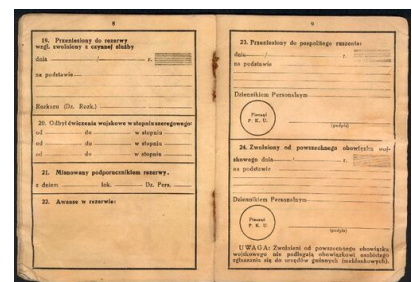 8
19. Przeniesiony do rezerwy
wzgl. zwolniony z czynnej służby
dnia / r.
na podstawie
Rozkazu (Dz. Rozk.)
20. Odbył ćwiczenia wojskowe w stopniu szeregowego
od do w stopniu
od do w stopniu
od do w stopniu
21. Mianowany podporucznikiem rezerwy.
z dniem lok. Dz. Pers.
22. Awanse w rezerwie:
9
23. Przeniesiony do pospolitego ruszenia:
dnia r.
na podstawie
Dziennikiem Personalnym
Pieczęć
P. K. U.
(podpis)
24. Zwolniony od powszechnego obowiązku woj-
skowego dnia r.
na podstawie
Dziennikiem Personalnym
Pieczęć
P. K. U.
(podpis)
UWAGA: Zwolnieni od powszechnego obowiązku
wojskowego nie podlegają obowiązkowi osobistego
zgłaszania się do urzędów gminnych (meldunkowych).